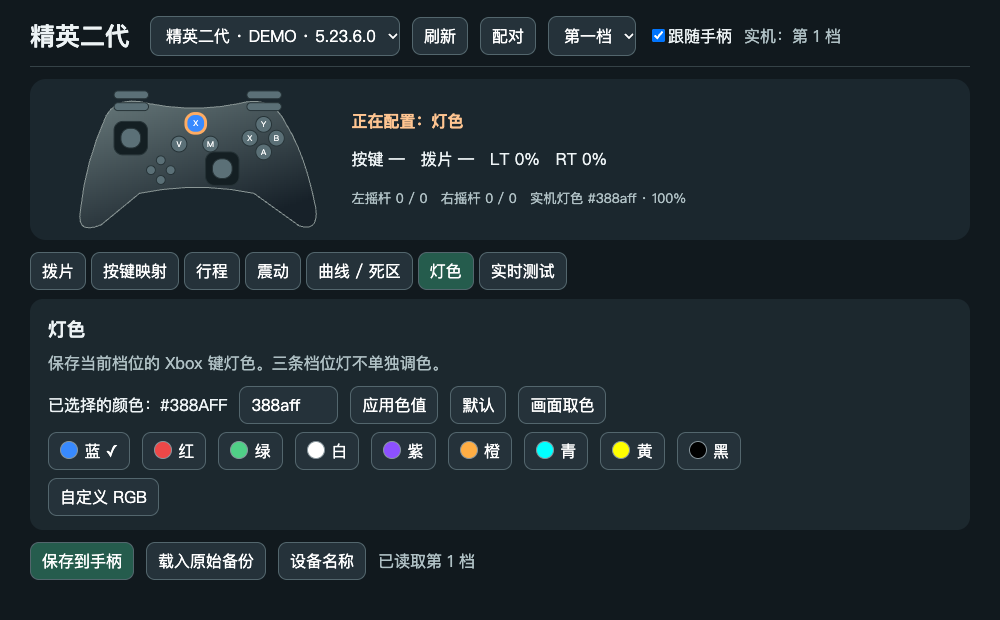 精英二代 精英二代 · DEMO · 5.23.6.0 刷新 配对 第一档 跟随手柄 实机：第 1 档
X
Y
V M X B
A
正在配置：灯色
按键 — 拨片 — LT 0% RT 0%
左摇杆 0 / 0 右摇杆 0 / 0 实机灯色 #388aff · 100%
拨片 按键映射 行程 震动 曲线 / 死区 灯色 实时测试
灯色
保存当前档位的 Xbox 键灯色。三条档位灯不单独调色。
已选择的颜色：#388AFF 388aff 应用色值 默认 画面取色
蓝 ✓ 红 绿 白 紫 橙 青 黄 黑
自定义 RGB
保存到手柄 载入原始备份 设备名称 已读取第 1 档